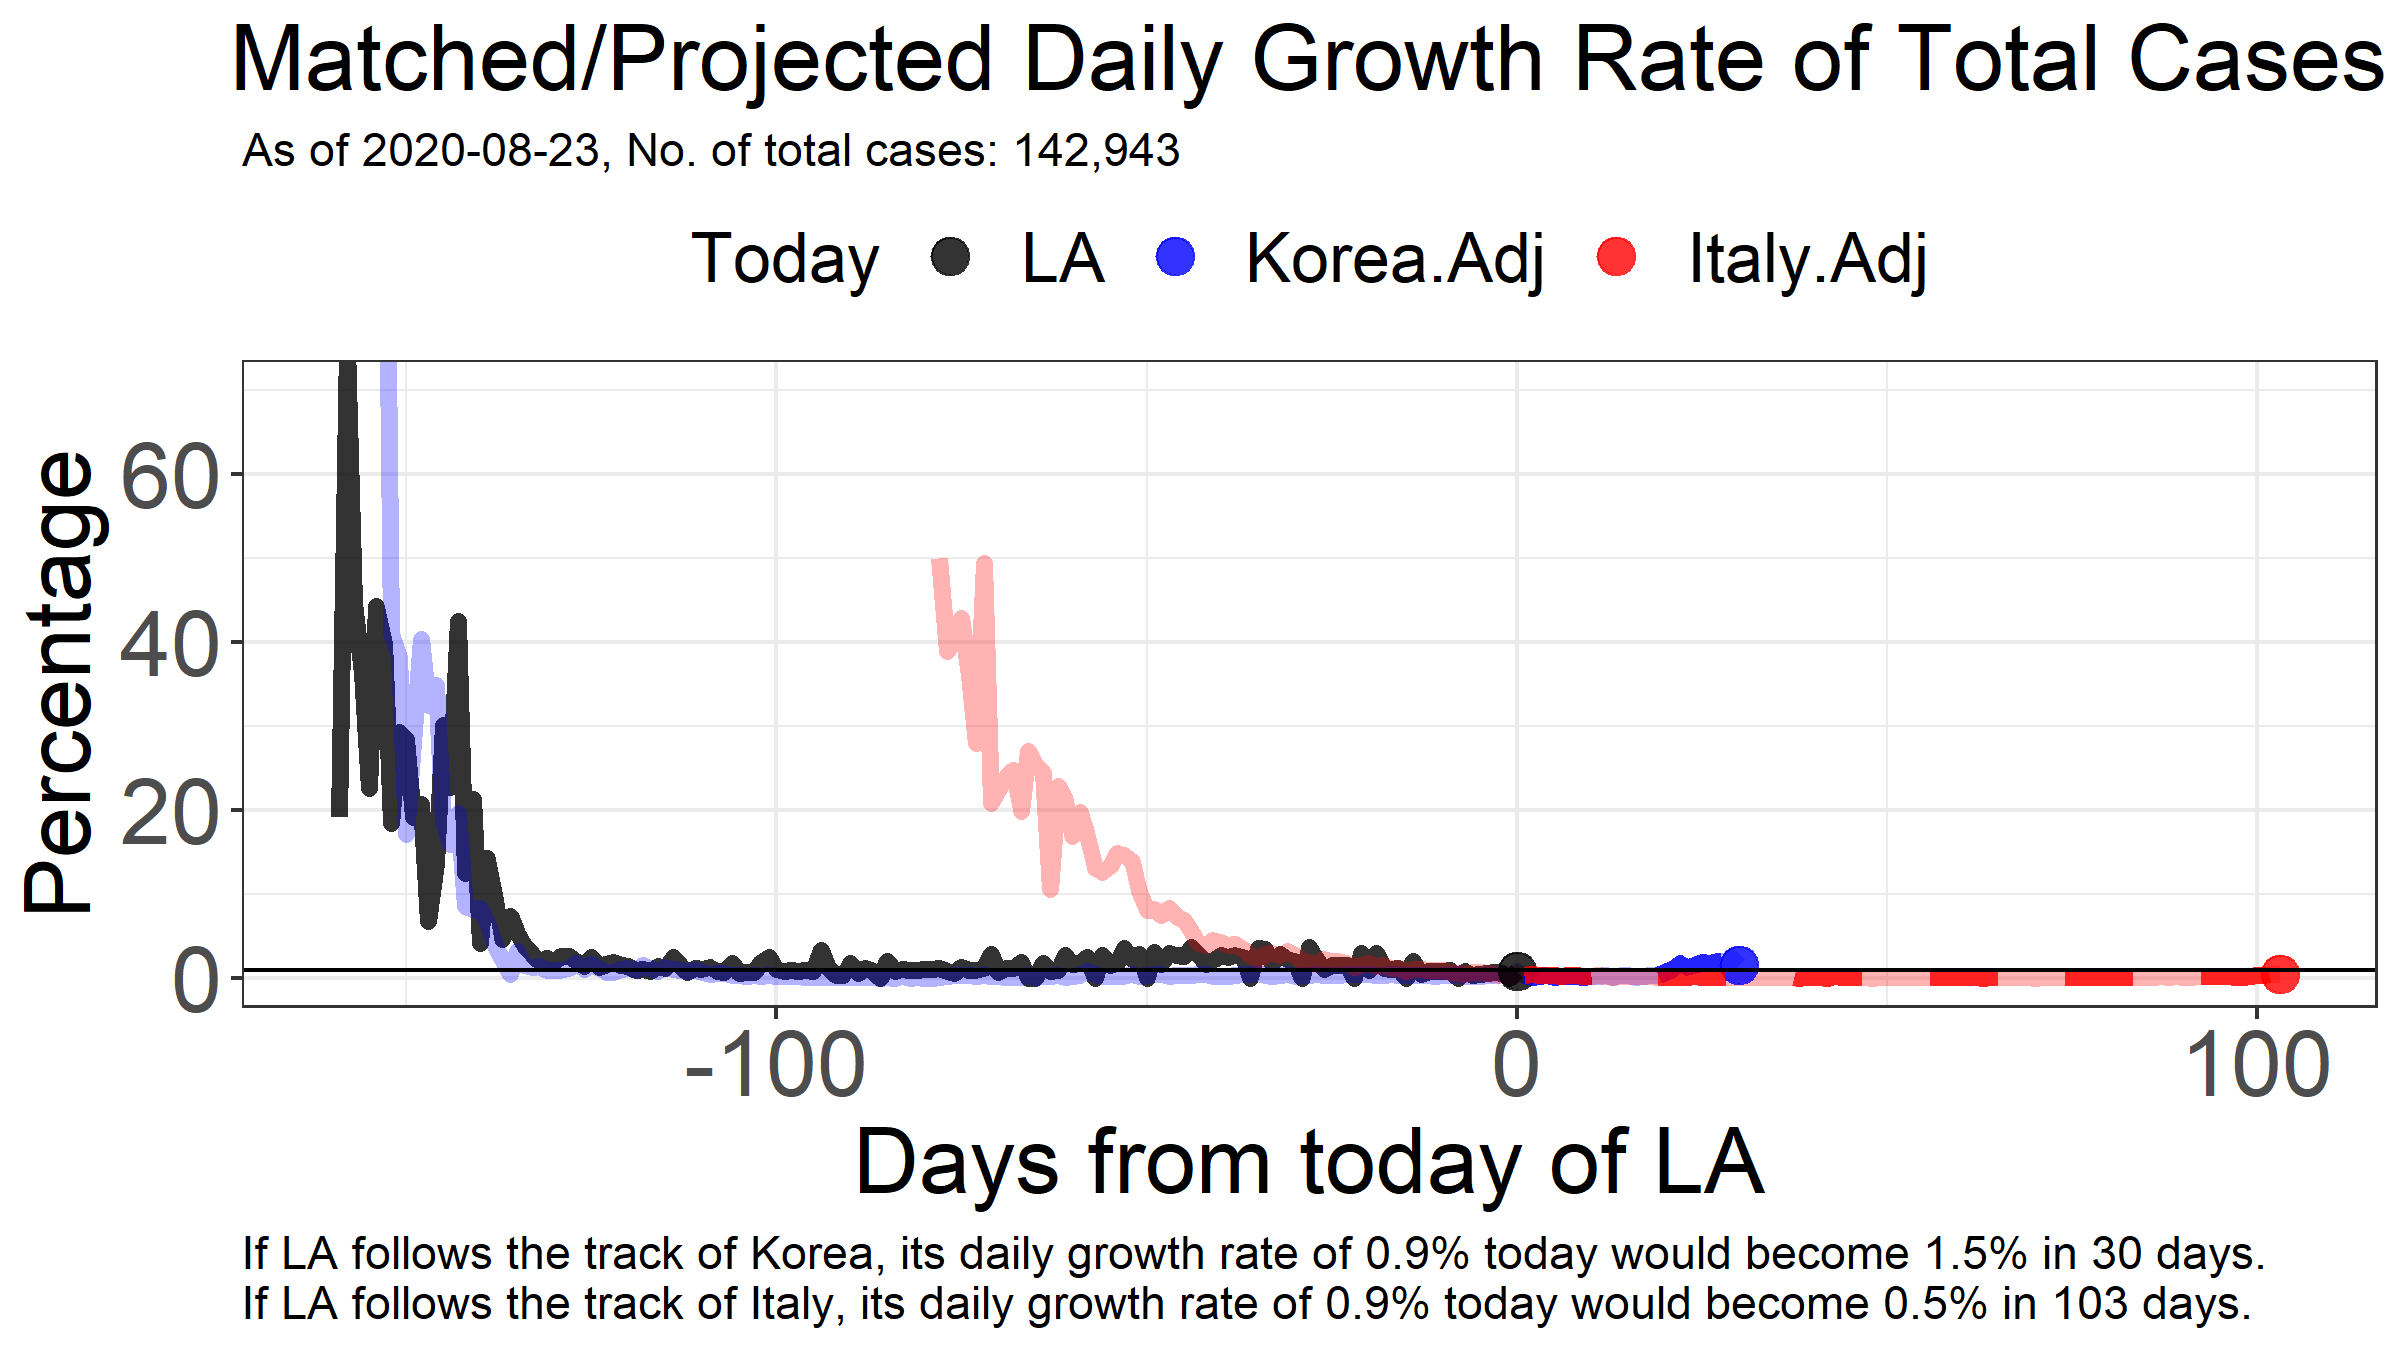 Matched/Projected Daily Growth Rate of Total Cases
As of 2020-08-23, No. of total cases: 142,943
Today LA Korea.Adj Italy.Adj
Percentage
60
40
20
0
-100 0 100
Days from today of LA
If LA follows the track of Korea, its daily growth rate of 0.9% today would become 1.5% in 30 days.
If LA follows the track of Italy, its daily growth rate of 0.9% today would become 0.5% in 103 days.